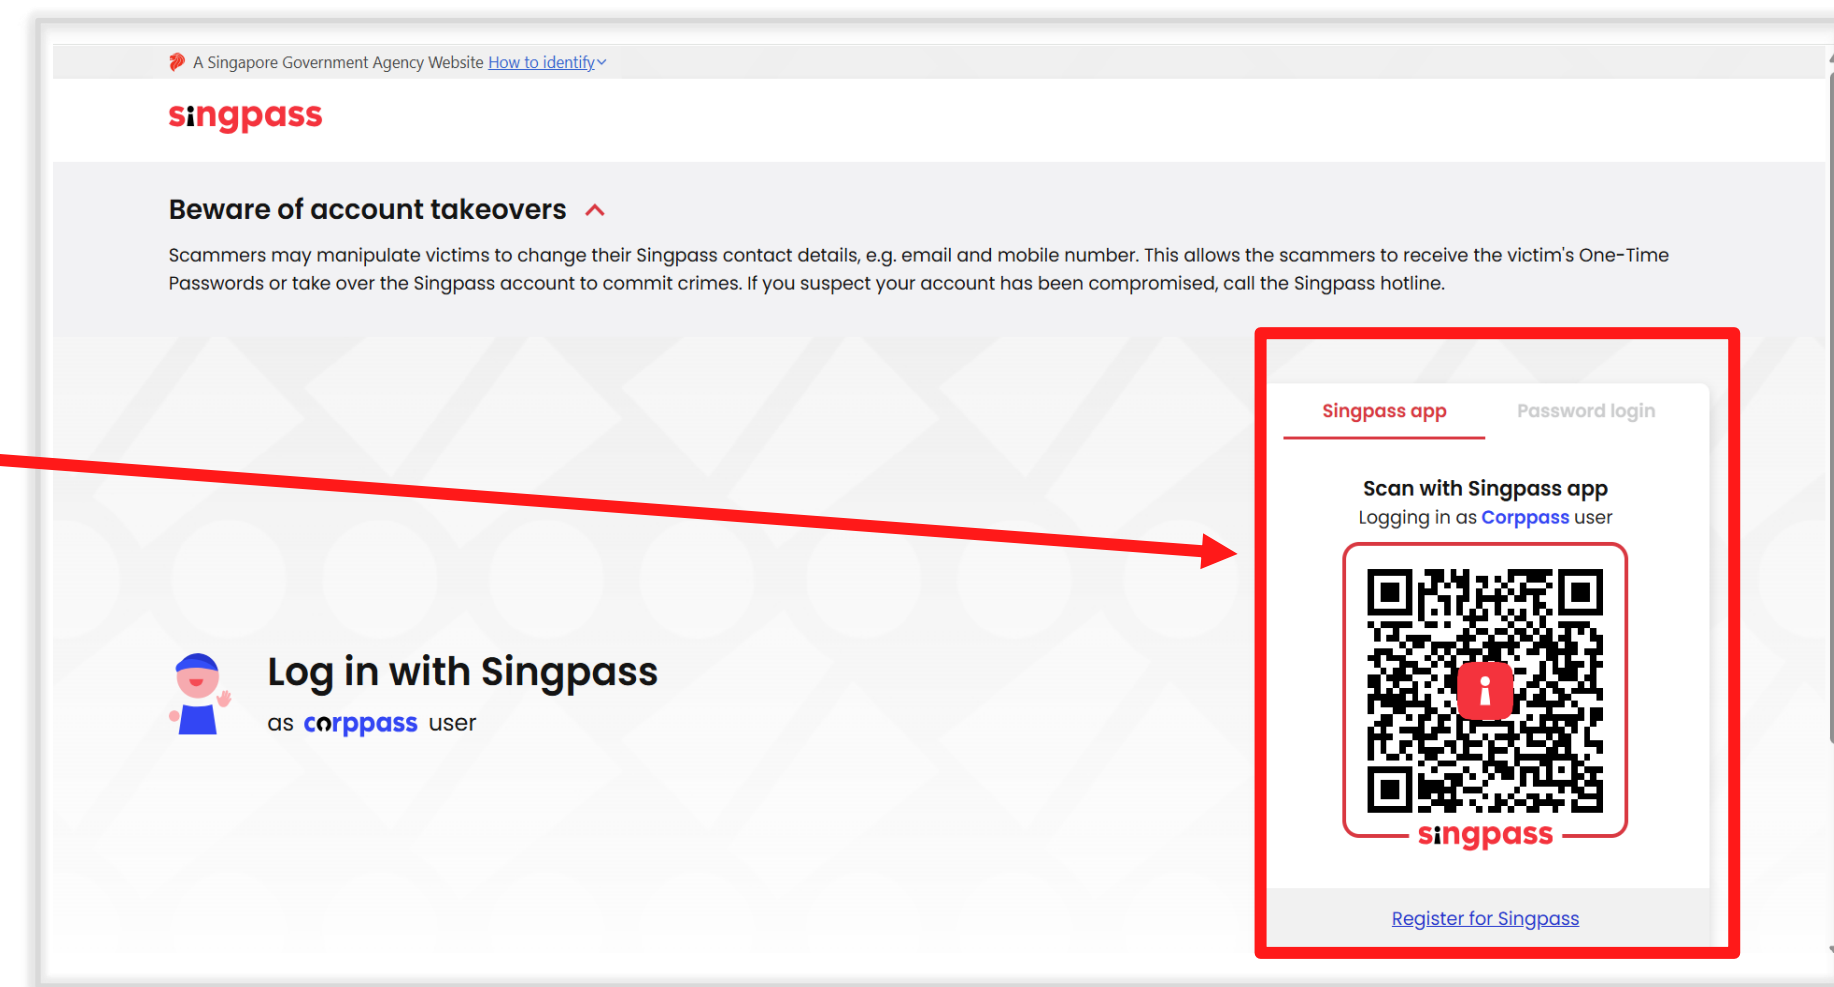 A Singapore Government Agency Website How to identify
singpass
Beware of account takeovers
Scammers may manipulate victims to change their Singpass contact details, e.g. email and mobile number. This allows the scammers to receive the victim's One-Time
Passwords or take over the Singpass account to commit crimes. If you suspect your account has been compromised, call the Singpass hotline.
Singpass app Password login
Scan with Singpass app
Logging in as Corppass user
Log in with Singpass
as corppass user
singpass
Register for Singpass